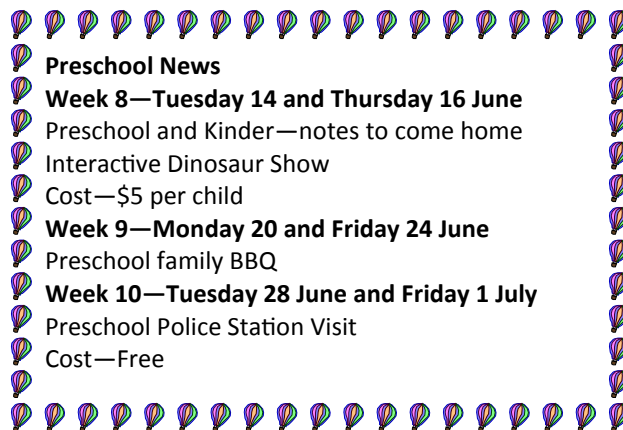 Preschool News
Week 8—Tuesday 14 and Thursday 16 June
Preschool and Kinder—notes to come home
Interactive Dinosaur Show
Cost—$5 per child
Week 9—Monday 20 and Friday 24 June
Preschool family BBQ
Week 10—Tuesday 28 June and Friday 1 July
Preschool Police Station Visit
Cost—Free